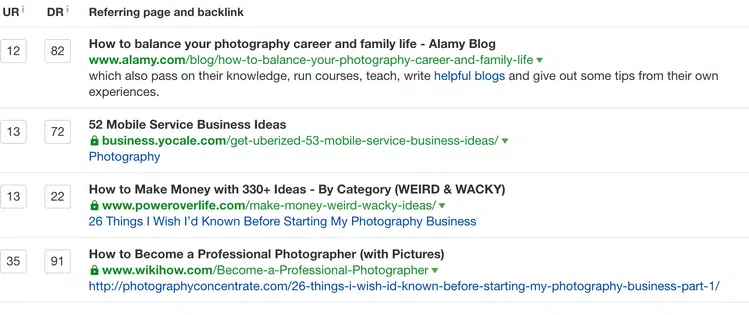 UR i DR i Referring page and backlink
12 82 How to balance your photography career and family life - Alamy Blog
www.alamy.com/blog/how-to-balance-your-photography-career-and-family-life
which also pass on their knowledge, run courses, teach, write helpful blogs and give out some tips from their own
experiences.
13 72 52 Mobile Service Business Ideas
business.yocale.com/get-uberized-53-mobile-service-business-ideas/
Photography
13 22 How to Make Money with 330+ Ideas - By Category (WEIRD & WACKY)
www.poweroverlife.com/make-money-weird-wacky-ideas/
26 Things I Wish I'd Known Before Starting My Photography Business
35 91 How to Become a Professional Photographer (with Pictures)
www.wikihow.com/Become-a-Professional-Photographer
http://photographyconcentrate.com/26-things-i-wish-id-known-before-starting-my-photography-business-part-1/